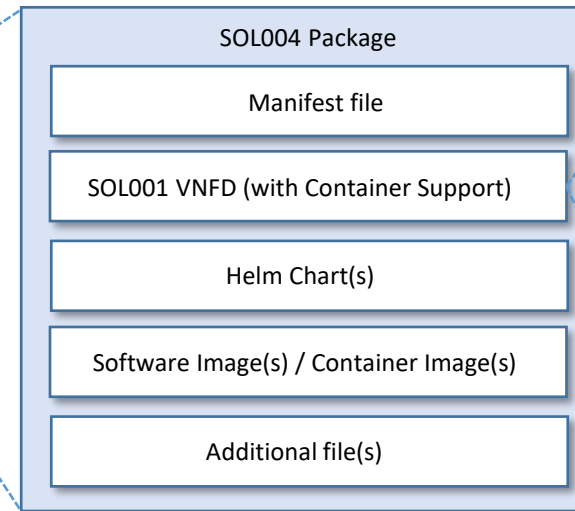 SOL004 Package
Manifest file
SOL001 VNFD (with Container Support)
Helm Chart(s)
Software Image(s) / Container Image(s)
Additional file(s)